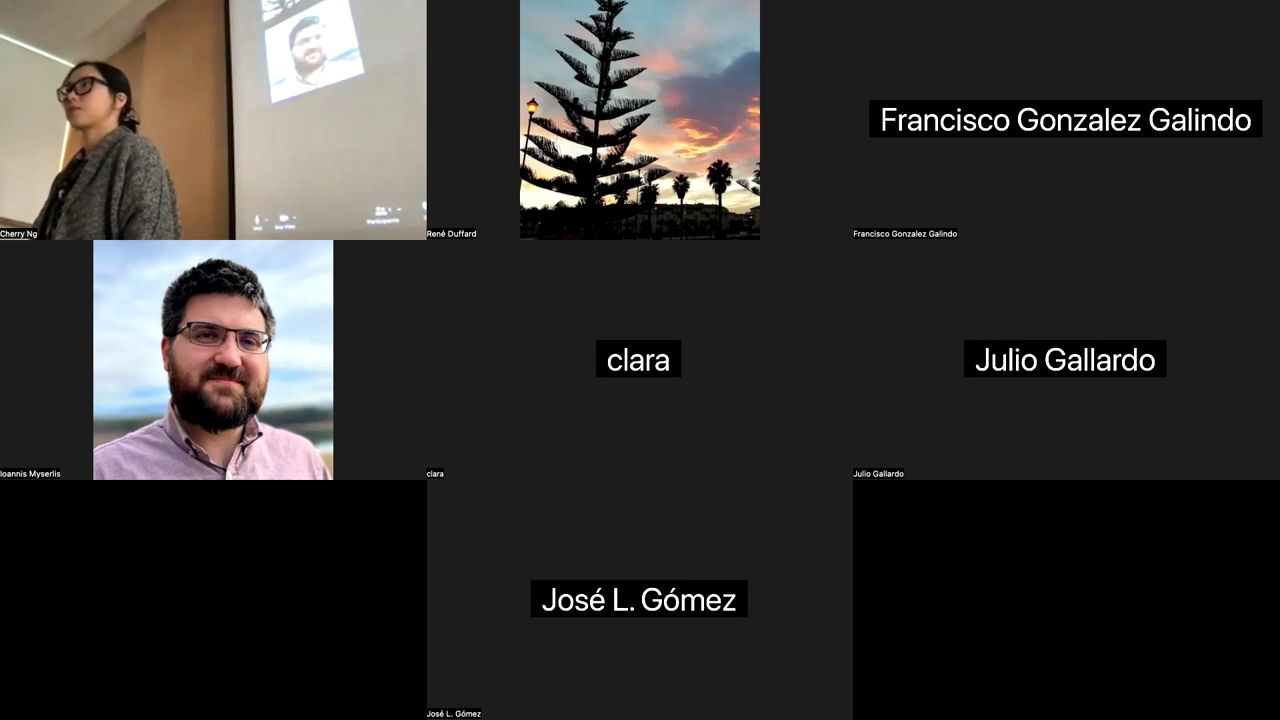 Cherry Ng
René Duffard
Francisco Gonzalez Galindo
Francisco Gonzalez Galindo
Ioannis Myserlis
clara
clara
Julio Gallardo
Julio Gallardo
José L. Gómez
José L. Gómez